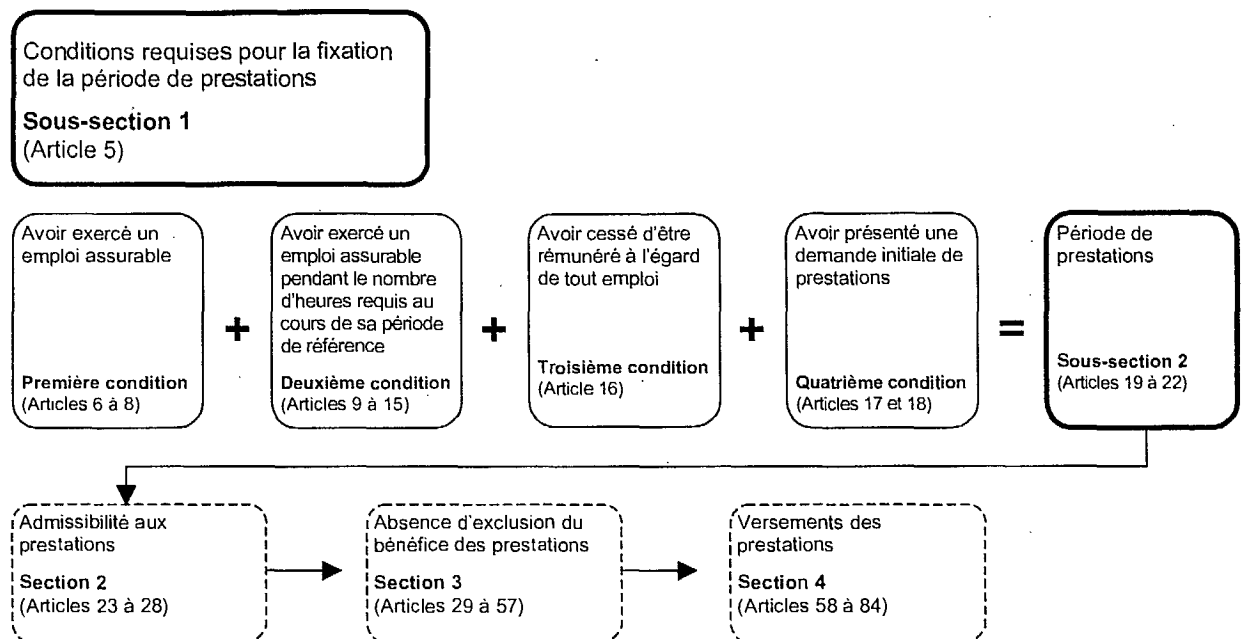 Conditions requises pour la fixation
de la période de prestations
Sous-section 1
(Article 5)
Avoir exercé un
emploi assurable
Première condition
(Articles 6 à 8)
+
Avoir exercé un
emploi assurable
pendant le nombre
d'heures requis au
cours de sa période
de référence
Deuxième condition
(Articles 9 à 15)
+
Avoir cessé d'être
rémunéré à l'égard
de tout emploi
Troisième condition
(Article 16)
+
Avoir présenté une
demande initiale de
prestations
Quatrième condition
(Articles 17 et 18)
=
Période de
prestations
Sous-section 2
(Articles 19 à 22)
Admissibilité aux
prestations
Section 2
(Articles 23 à 28)
Absence d'exclusion du
bénéfice des prestations
Section 3
(Articles 29 à 57)
Versements des
prestations
Section 4
(Articles 58 à 84)